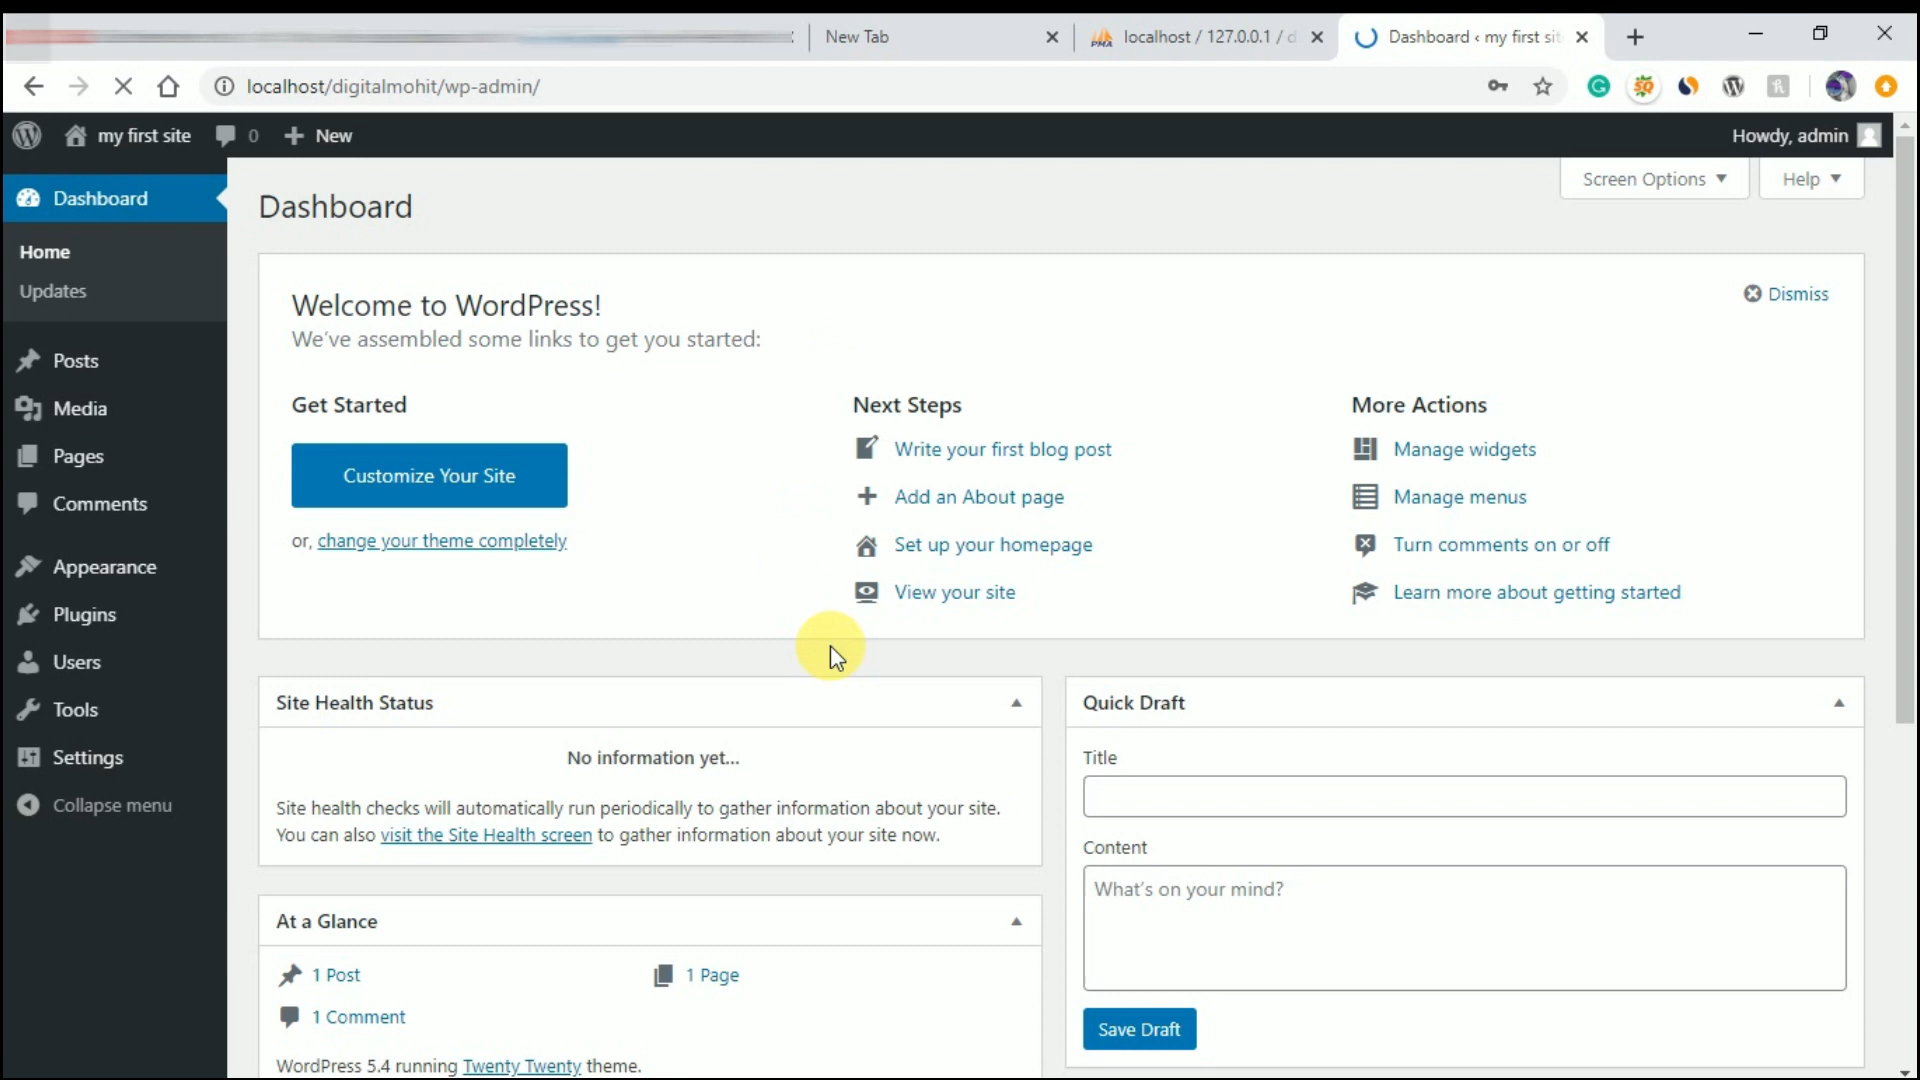 New Tab
localhost / 127.0.0.1 / d
Dashboard ‹ my first sit
localhost/digitalmohit/wp-admin/
my first site
0
New
Howdy, admin
Dashboard
Home
Updates
Posts
Media
Pages
Comments
Appearance
Plugins
Users
Tools
Settings
Collapse menu
Screen Options
Help
Dashboard
Dismiss
Welcome to WordPress!
We've assembled some links to get you started:
Get Started
Customize Your Site
or, change your theme completely
Next Steps
Write your first blog post
Add an About page
Set up your homepage
View your site
More Actions
Manage widgets
Manage menus
Turn comments on or off
Learn more about getting started
Site Health Status
No information yet...
Site health checks will automatically run periodically to gather information about your site.
You can also visit the Site Health screen to gather information about your site now.
At a Glance
1 Post
1 Page
1 Comment
WordPress 5.4 running Twenty Twenty theme.
Quick Draft
Title
Content
What's on your mind?
Save Draft